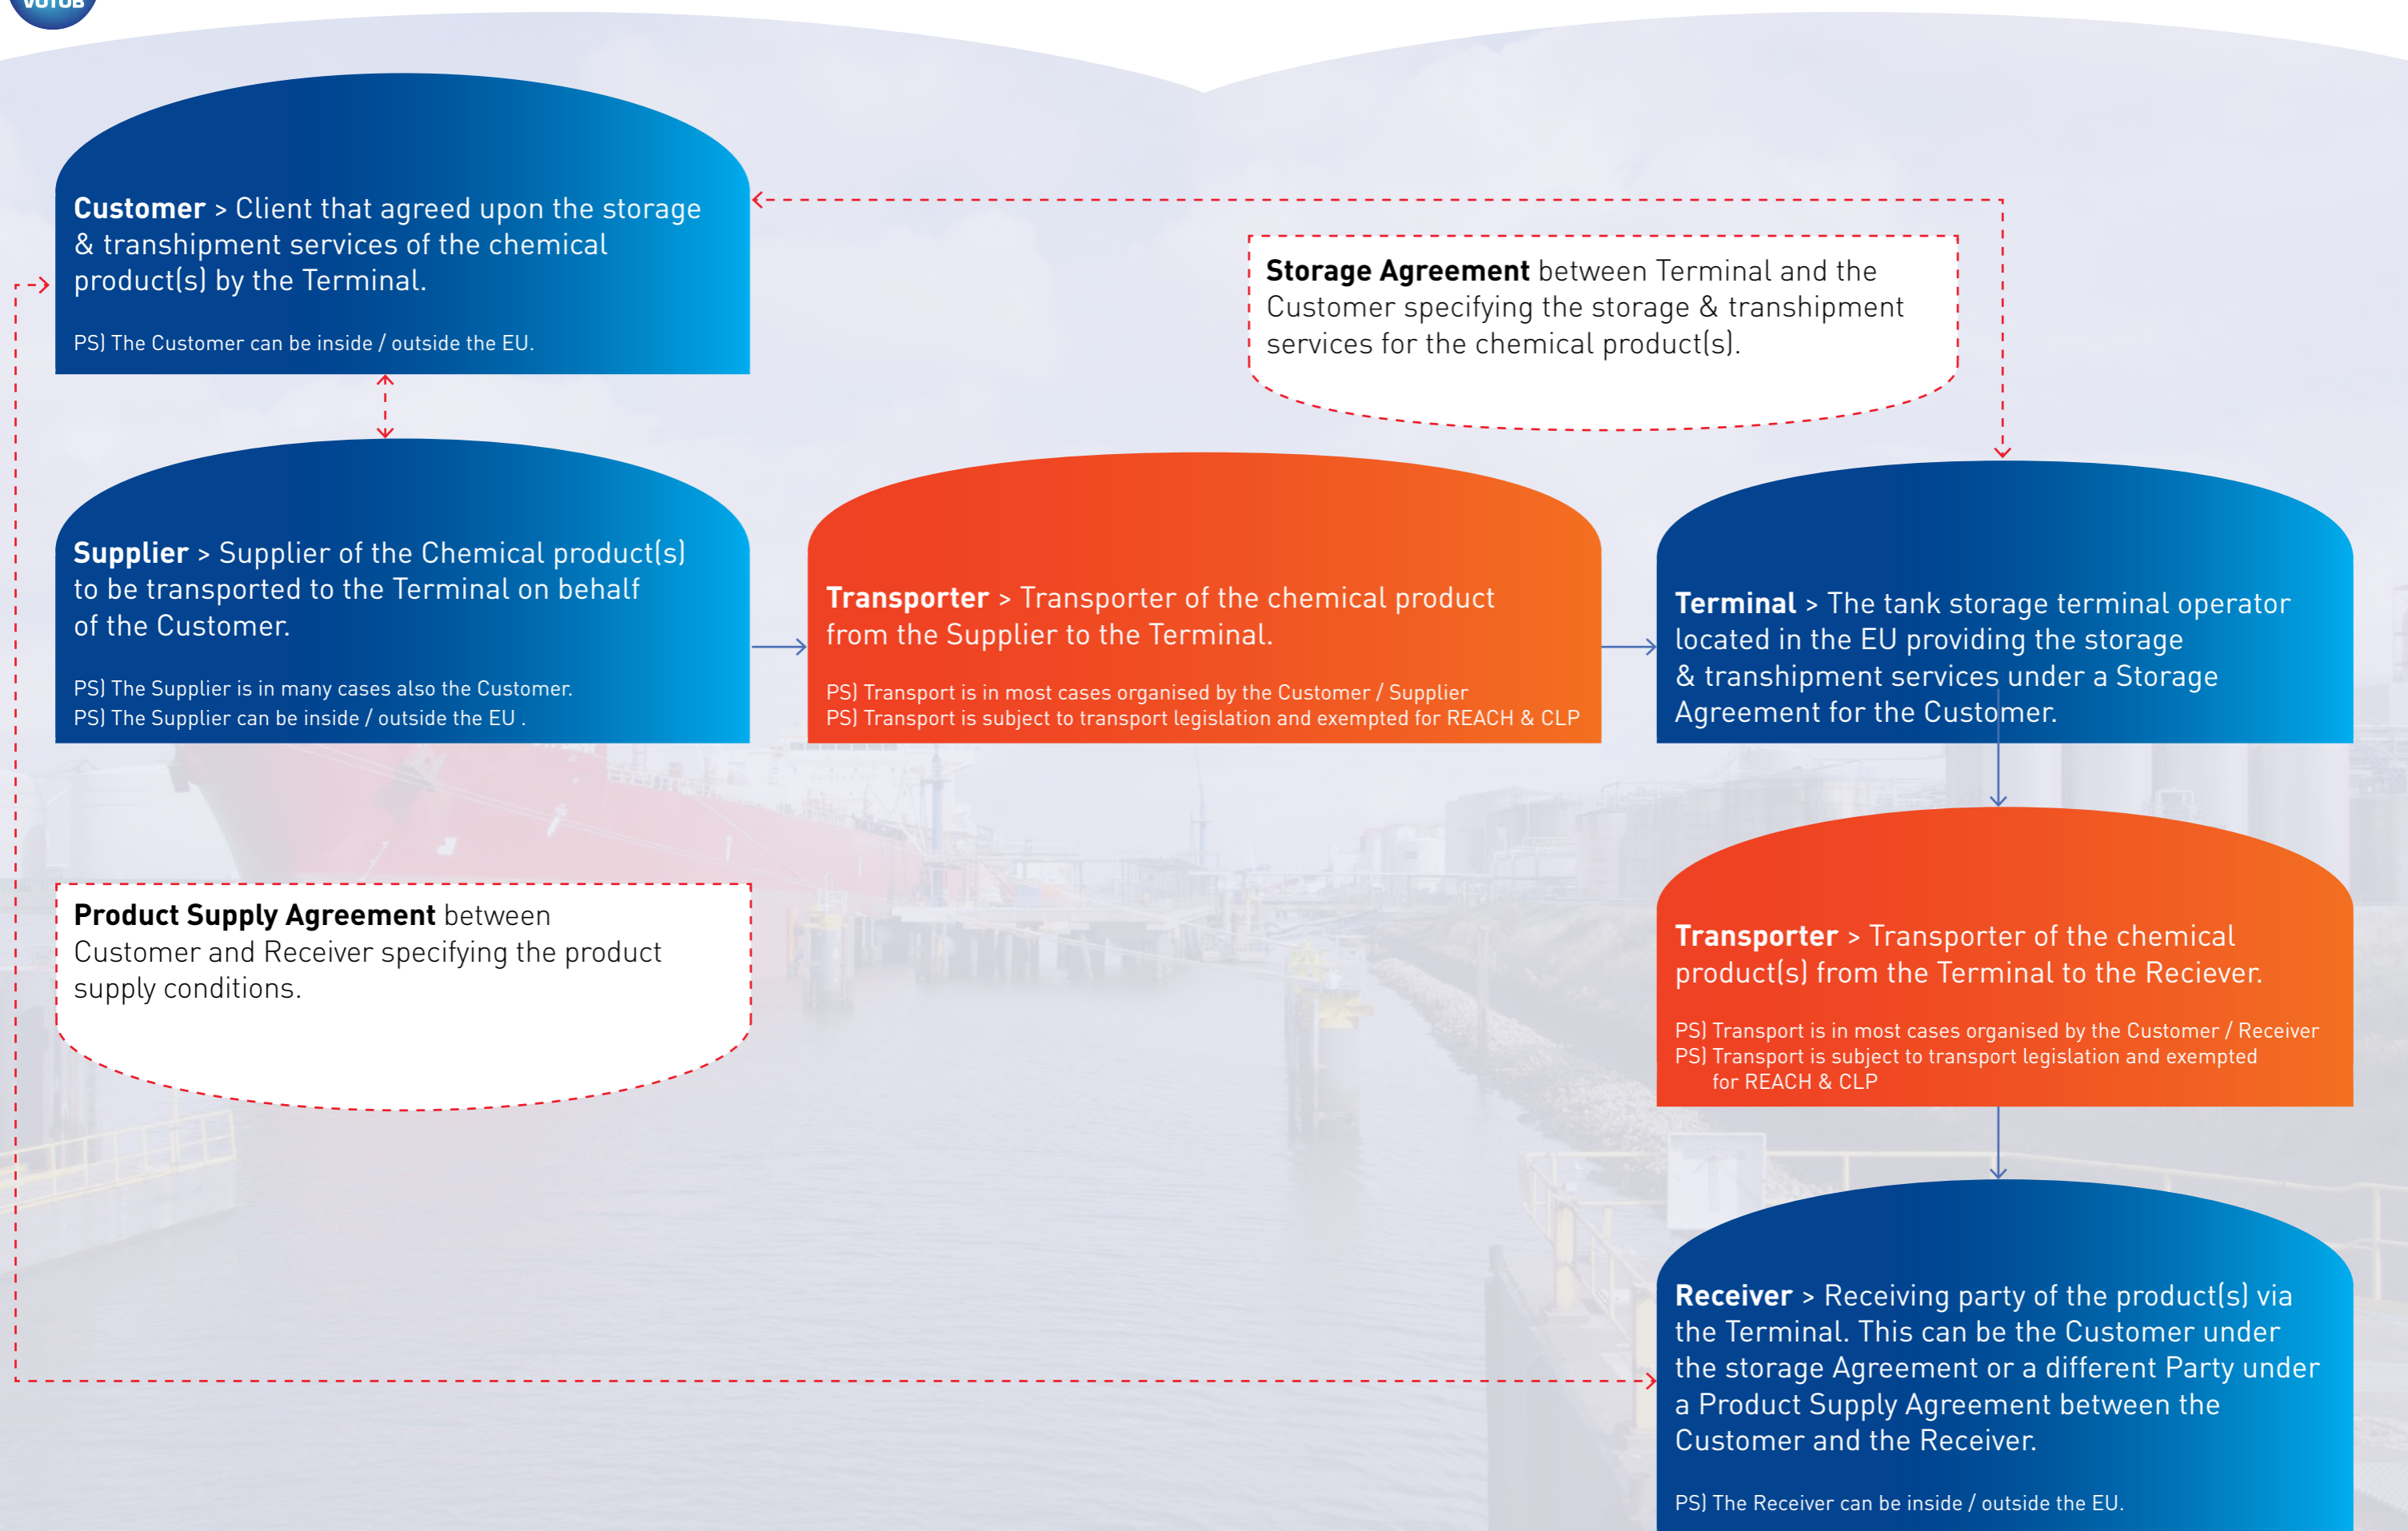 VOTOB
Customer > Client that agreed upon the storage
& transhipment services of the chemical
product(s) by the Terminal.
PS) The Customer can be inside / outside the EU.
Storage Agreement between Terminal and the
Customer specifying the storage & transhipment
services for the chemical product(s).
Supplier > Supplier of the Chemical product(s)
to be transported to the Terminal on behalf
of the Customer.
PS) The Supplier is in many cases also the Customer.
PS) The Supplier can be inside / outside the EU .
Transporter > Transporter of the chemical product
from the Supplier to the Terminal.
PS) Transport is in most cases organised by the Customer / Supplier
PS) Transport is subject to transport legislation and exempted for REACH & CLP
Terminal > The tank storage terminal operator
located in the EU providing the storage
& transhipment services under a Storage
Agreement for the Customer.
Product Supply Agreement between
Customer and Receiver specifying the product
supply conditions.
Transporter > Transporter of the chemical
product(s) from the Terminal to the Reciever.
PS) Transport is in most cases organised by the Customer / Receiver
PS) Transport is subject to transport legislation and exempted
for REACH & CLP
Receiver > Receiving party of the product(s) via
the Terminal. This can be the Customer under
the storage Agreement or a different Party under
a Product Supply Agreement between the
Customer and the Receiver.
PS) The Receiver can be inside / outside the EU.